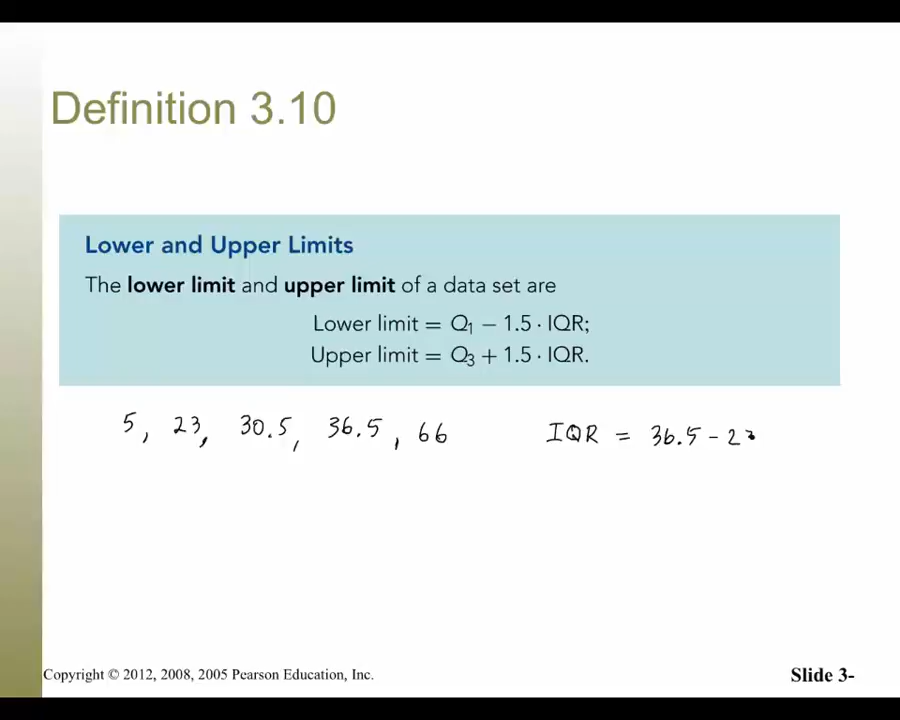 Definition 3.10
Lower and Upper Limits
The lower limit and upper limit of a data set are
Lower limit = Q₁ − 1.5 · IQR;
Upper limit = Q₃ + 1.5 · IQR.
5, 23, 30.5, 36.5, 66
IQR = 36.5 - 2
Copyright © 2012, 2008, 2005 Pearson Education, Inc.
Slide 3-